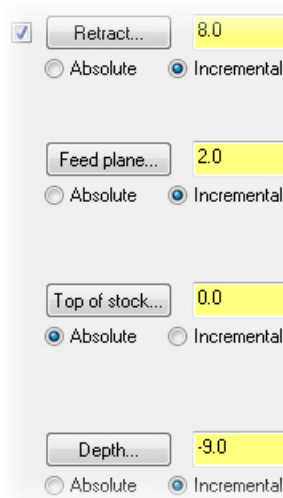 Retract... 8.0
Absolute Incremental
Feed plane... 2.0
Absolute Incremental
Top of stock... 0.0
Absolute Incremental
Depth... -9.0
Absolute Incremental